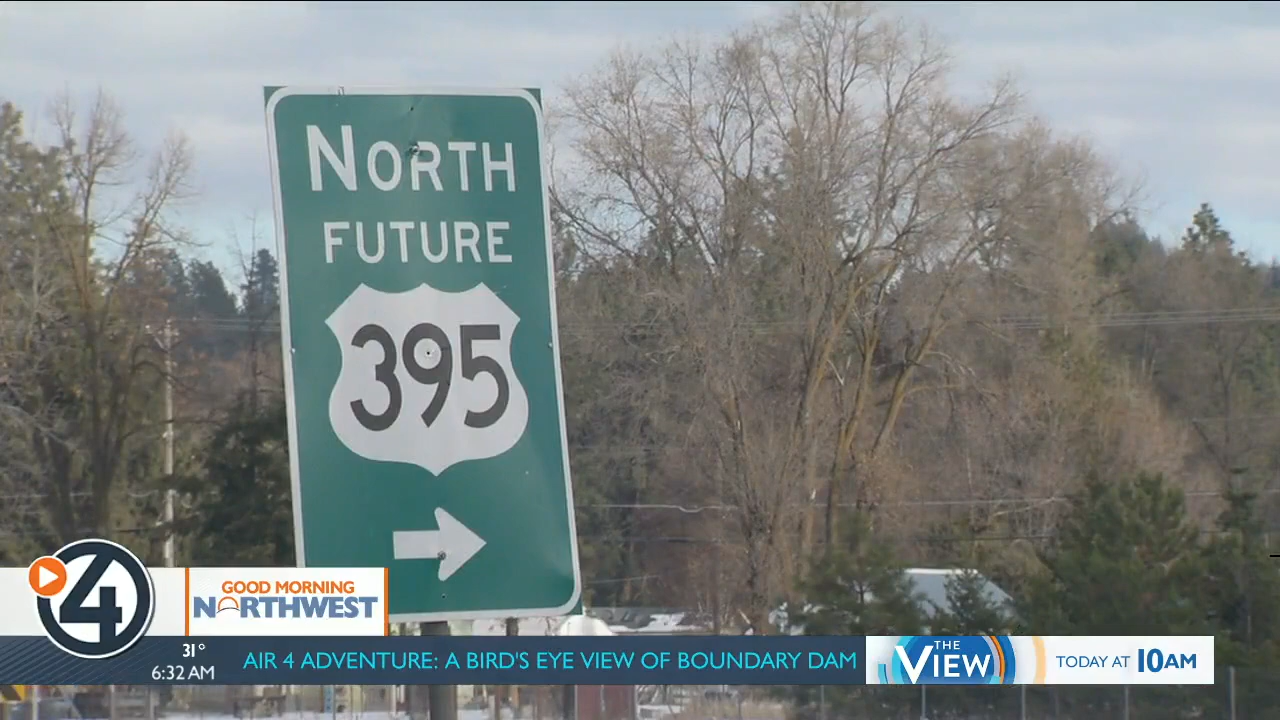 NORTH
FUTURE
395
4
GOOD MORNING
NORTHWEST
31°
6:32 AM
AIR 4 ADVENTURE: A BIRD'S EYE VIEW OF BOUNDARY DAM
THE
VIEW
TODAY AT 10AM